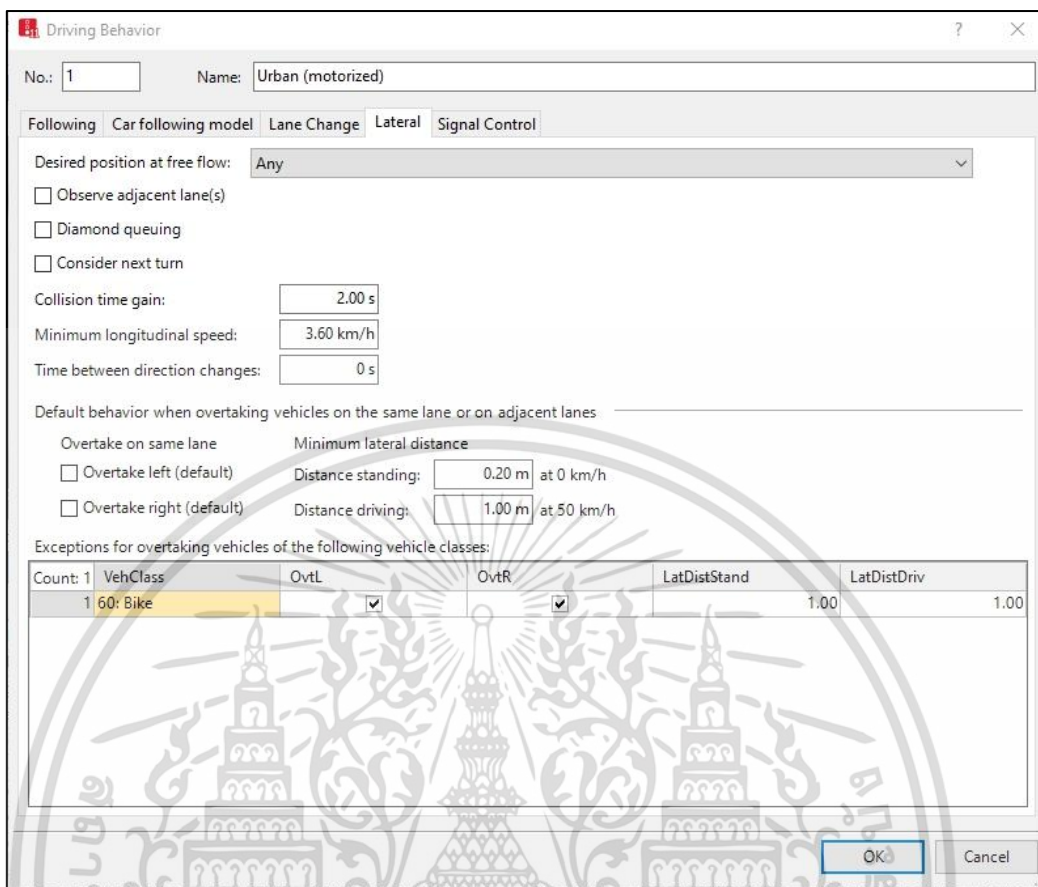 Driving Behavior
No.: 1 Name: Urban (motorized)
Following Car following model Lane Change Lateral Signal Control
Desired position at free flow: Any
Observe adjacent lane(s)
Diamond queuing
Consider next turn
Collision time gain: 2.00 s
Minimum longitudinal speed: 3.60 km/h
Time between direction changes: 0 s
Default behavior when overtaking vehicles on the same lane or on adjacent lanes
Overtake on same lane Minimum lateral distance
Overtake left (default) Distance standing: 0.20 m at 0 km/h
Overtake right (default) Distance driving: 1.00 m at 50 km/h
Exceptions for overtaking vehicles of the following vehicle classes:
Count: 1 VehClass OvtL OvtR LatDistStand LatDistDriv
1 60: Bike 1.00 1.00
OK Cancel